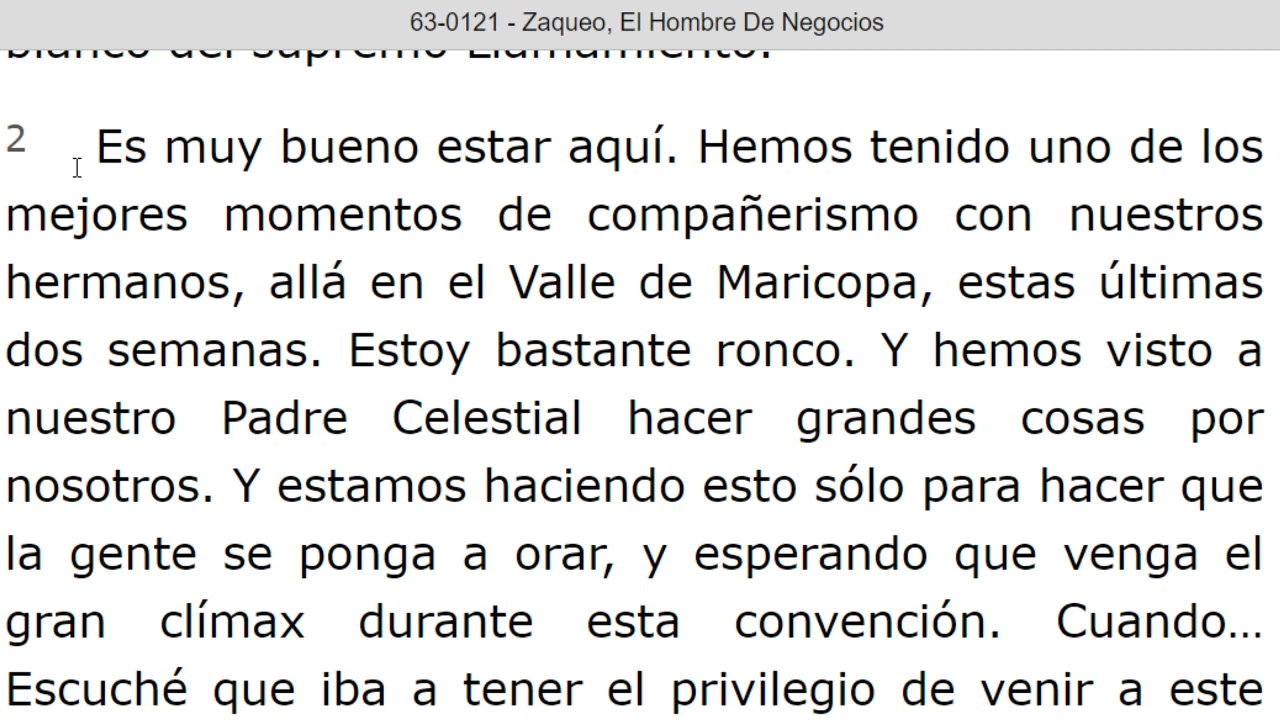 63-0121 - Zaqueo, El Hombre De Negocios
blanco del supremo Llamamiento.
2 Es muy bueno estar aquí. Hemos tenido uno de los
mejores momentos de compañerismo con nuestros
hermanos, allá en el Valle de Maricopa, estas últimas
dos semanas. Estoy bastante ronco. Y hemos visto a
nuestro Padre Celestial hacer grandes cosas por
nosotros. Y estamos haciendo esto sólo para hacer que
la gente se ponga a orar, y esperando que venga el
gran clímax durante esta convención. Cuando…
Escuché que iba a tener el privilegio de venir a este